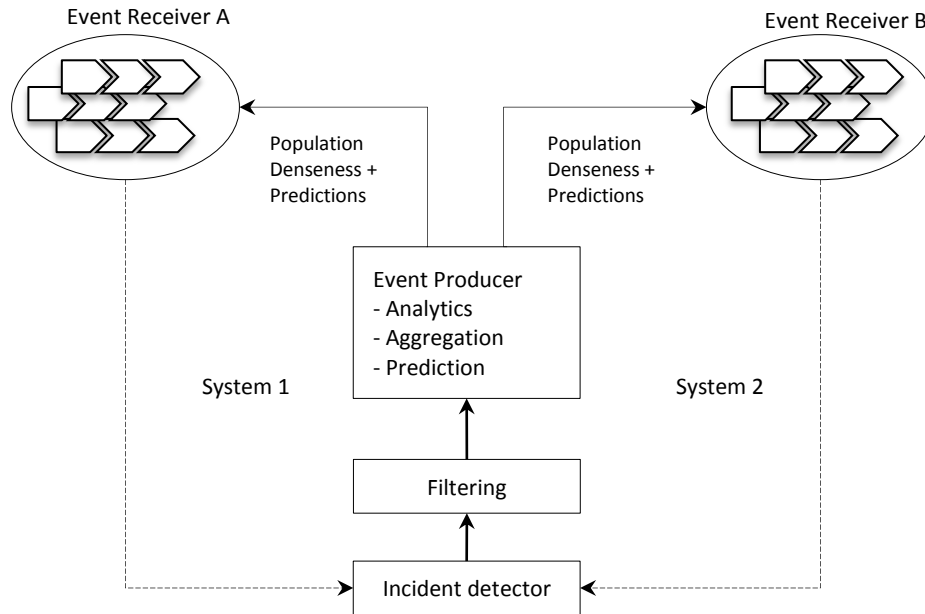 Event Receiver A
Event Receiver B
Population
Denseness +
Predictions
Population
Denseness +
Predictions
Event Producer
- Analytics
- Aggregation
- Prediction
System 1
System 2
Filtering
Incident detector